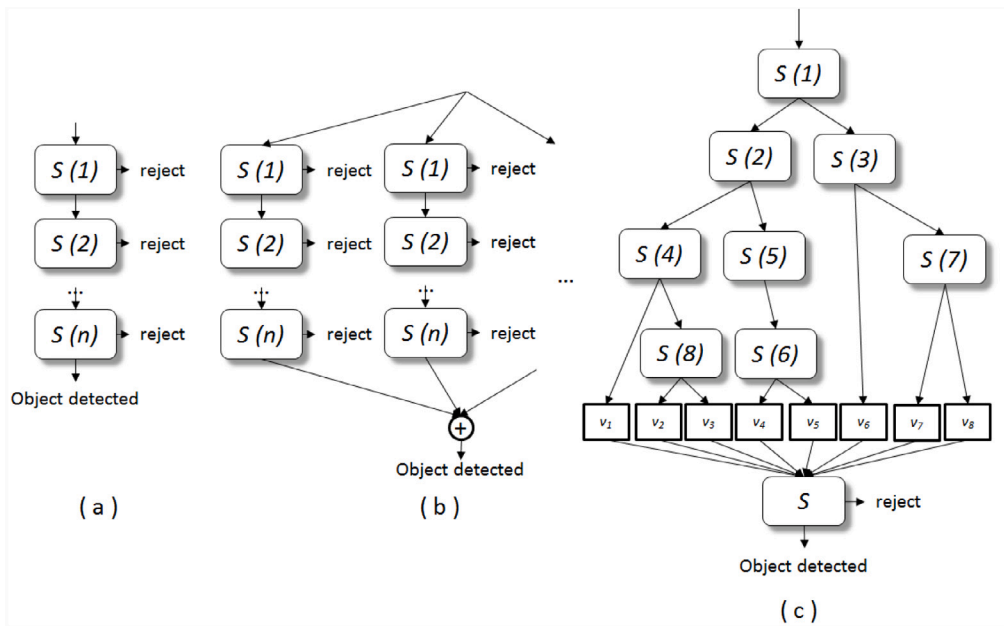 S (1)
reject
S (2)
reject
...
S (n)
reject
Object detected
( a )
S (1)
reject
S (2)
reject
...
S (n)
reject
S (1)
reject
S (2)
reject
...
S (n)
reject
...
+
Object detected
( b )
S (1)
S (2)
S (3)
S (4)
S (5)
S (7)
S (8)
S (6)
v₁ v₂ v₃ v₄ v₅ v₆ v₇ v₈
S
reject
Object detected
( c )